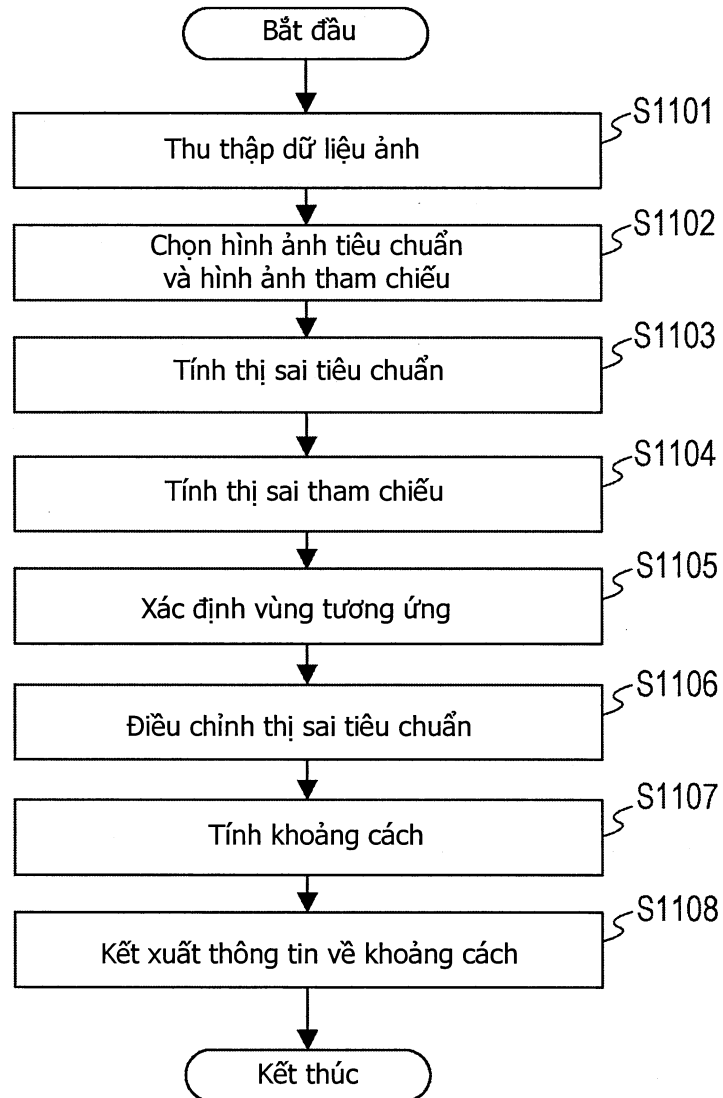 Bắt đầu
S1101
Thu thập dữ liệu ảnh
S1102
Chọn hình ảnh tiêu chuẩn
và hình ảnh tham chiếu
S1103
Tính thị sai tiêu chuẩn
S1104
Tính thị sai tham chiếu
S1105
Xác định vùng tương ứng
S1106
Điều chỉnh thị sai tiêu chuẩn
S1107
Tính khoảng cách
S1108
Kết xuất thông tin về khoảng cách
Kết thúc